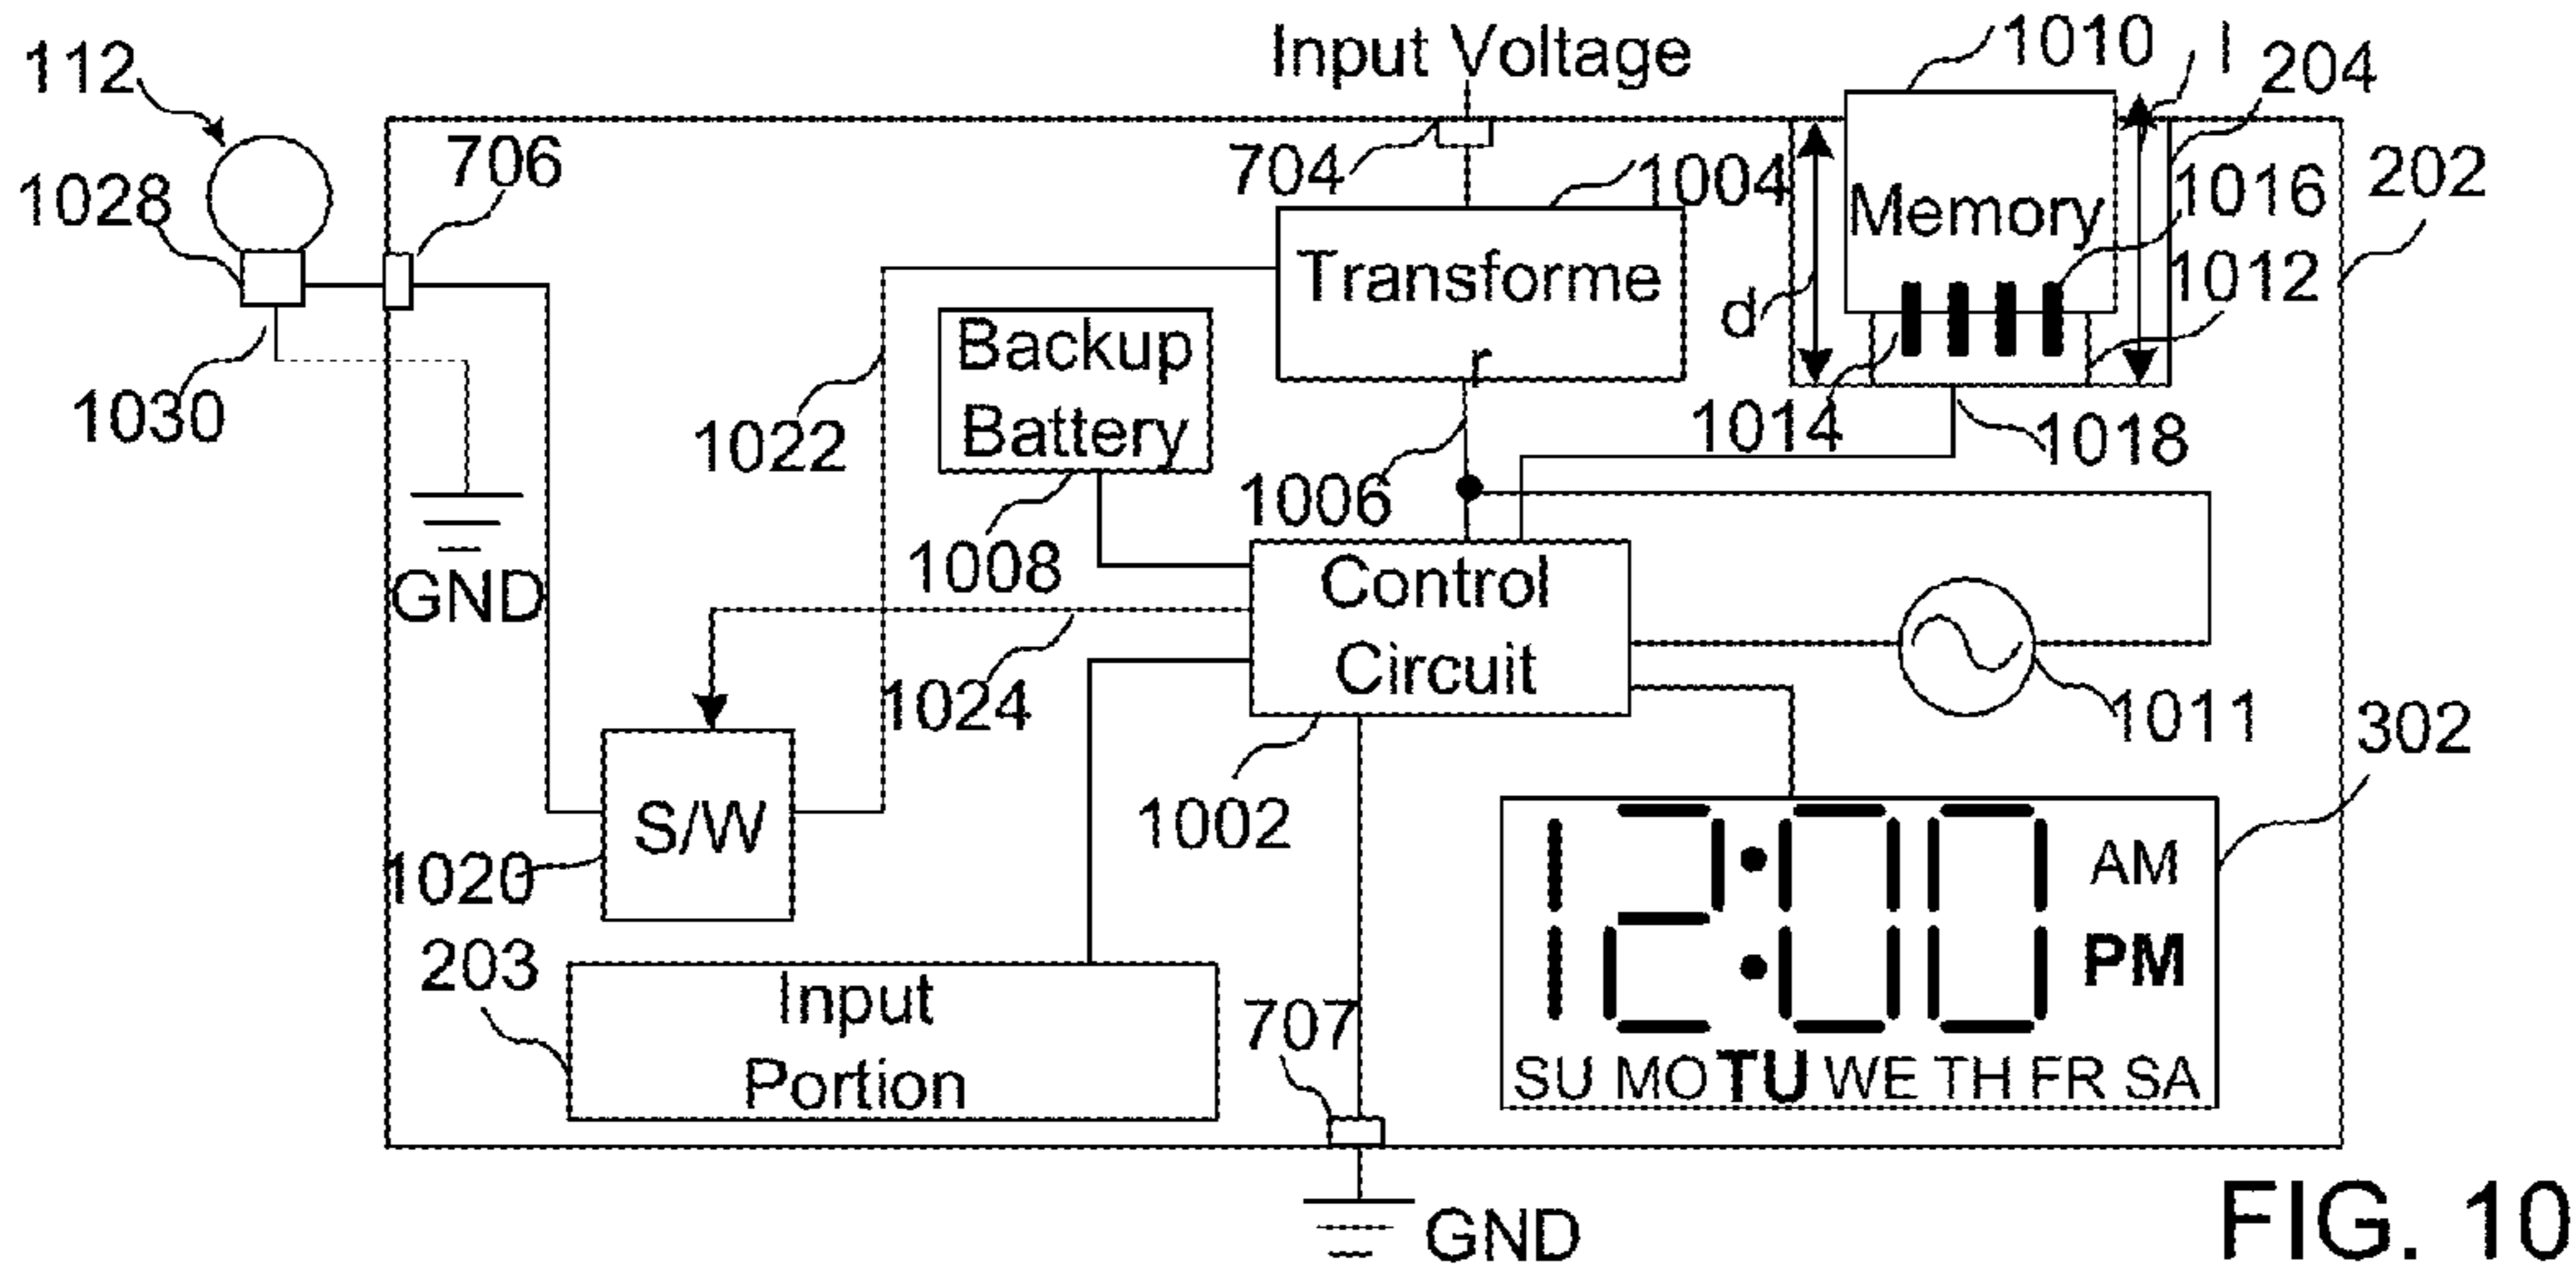 Input Voltage
1010
l
204
112
706
704
1004
1028
Memory
1016
202
Transforme
r
1012
d
Backup
Battery
1030
1022
1014
1018
1006
1008
GND
Control
Circuit
1024
1011
302
1002
S/W
1020
12:00
AM
PM
203
Input
Portion
707
SU MO TU WE TH FR SA
GND
FIG. 10